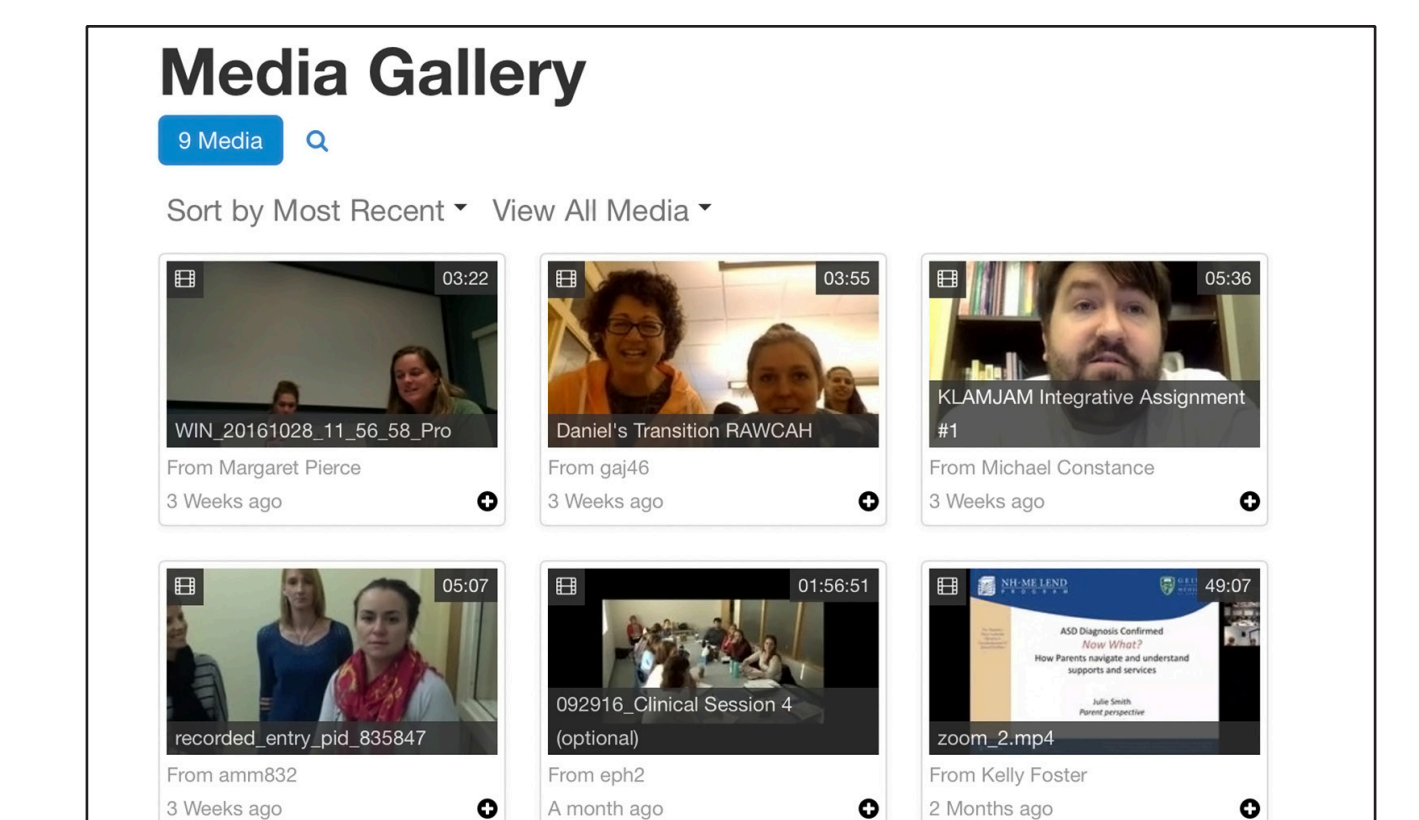 Media Gallery
9 Media
Sort by Most Recent View All Media
03:22
WIN_20161028_11_56_58_Pro
From Margaret Pierce
3 Weeks ago
03:55
Daniel's Transition RAWCAH
From gaj46
3 Weeks ago
05:36
KLAMJAM Integrative Assignment
#1
From Michael Constance
3 Weeks ago
05:07
recorded_entry_pid_835847
From amm832
3 Weeks ago
01:56:51
092916_Clinical Session 4
(optional)
From eph2
A month ago
49:07
NH-ME LEND
PROGRAM
ASD Diagnosis Confirmed
Now What?
How Parents navigate and understand
supports and services
Julie Smith
Parent perspective
zoom_2.mp4
From Kelly Foster
2 Months ago